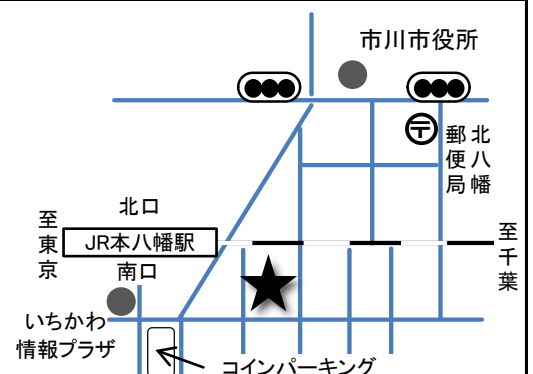 市川市役所
〒
北八幡
郵便局
北口
至東京
JR本八幡駅
至千葉
南口
いちかわ
情報プラザ
コインパーキング